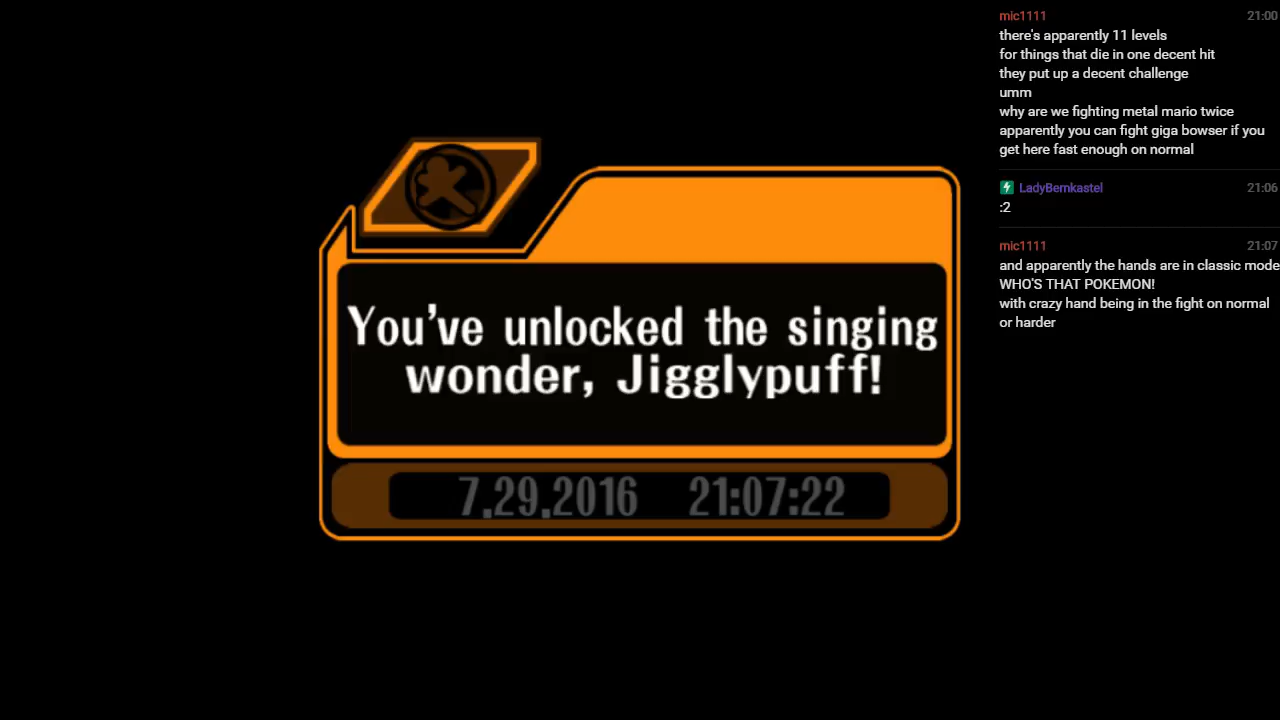 You've unlocked the singing
wonder, Jigglypuff!
7.29.2016 21:07:22
mic1111 21:00
there's apparently 11 levels
for things that die in one decent hit
they put up a decent challenge
umm
why are we fighting metal mario twice
apparently you can fight giga bowser if you
get here fast enough on normal
LadyBernkastel 21:06
:2
mic1111 21:07
and apparently the hands are in classic mode
WHO'S THAT POKEMON!
with crazy hand being in the fight on normal
or harder